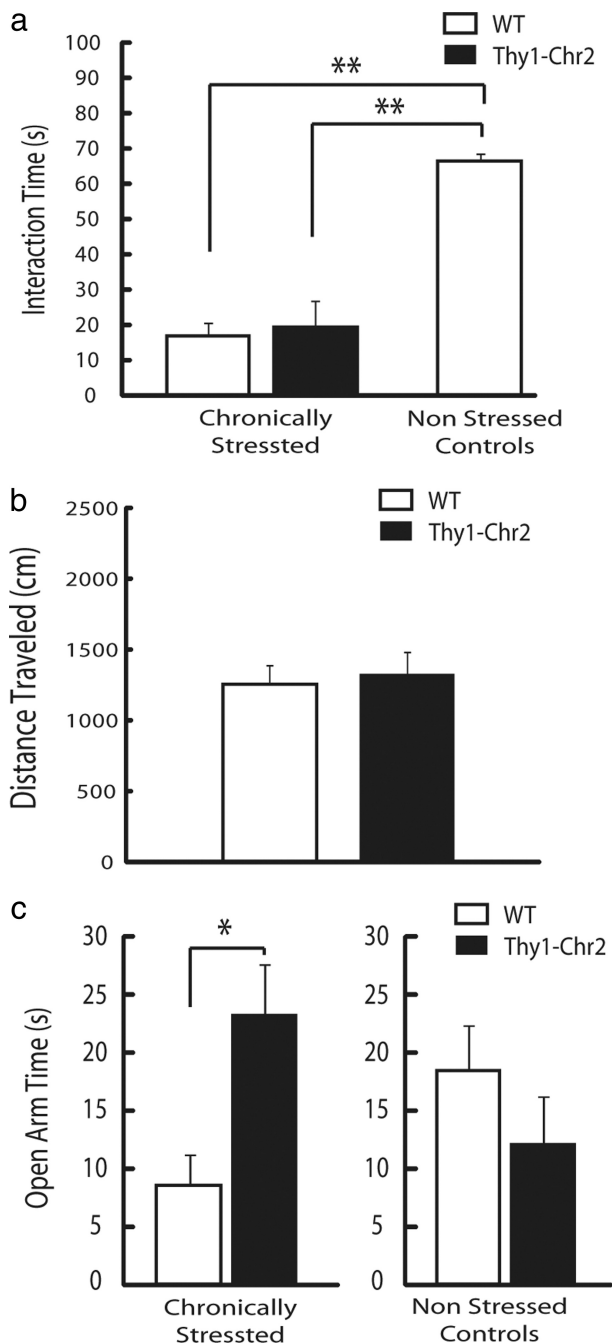 a
WT
Thy1-Chr2
Interaction Time (s)
100
90
80
70
60
50
40
30
20
10
0
**
**
Chronically
Stressted
Non Stressed
Controls
b
WT
Thy1-Chr2
Distance Traveled (cm)
2500
2000
1500
1000
500
0
c
WT
Thy1-Chr2
Open Arm Time (s)
30
25
20
15
10
5
0
*
Chronically
Stressted
30
25
20
15
10
5
0
Non Stressed
Controls